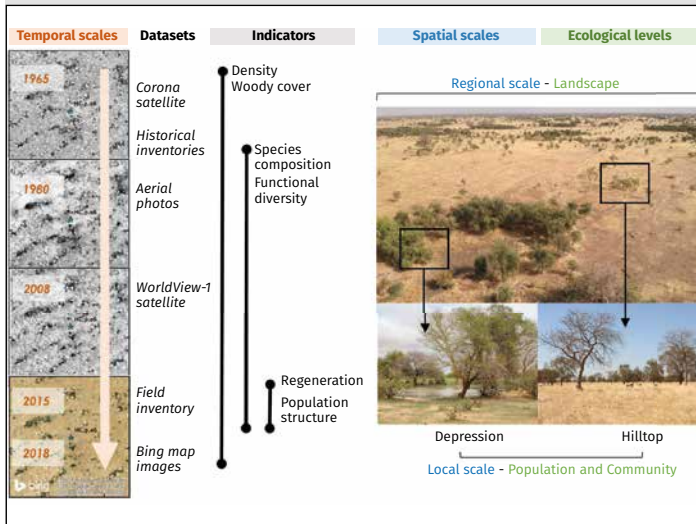 Temporal scales
Datasets
Indicators
Spatial scales
Ecological levels
1965
Corona
satellite
Historical
inventories
1980
Aerial
photos
2008
WorldView-1
satellite
2015
Field
inventory
2018
Bing map
images
bing
Density
Woody cover
Species
composition
Functional
diversity
Regeneration
Population
structure
Regional scale - Landscape
Depression
Hilltop
Local scale - Population and Community